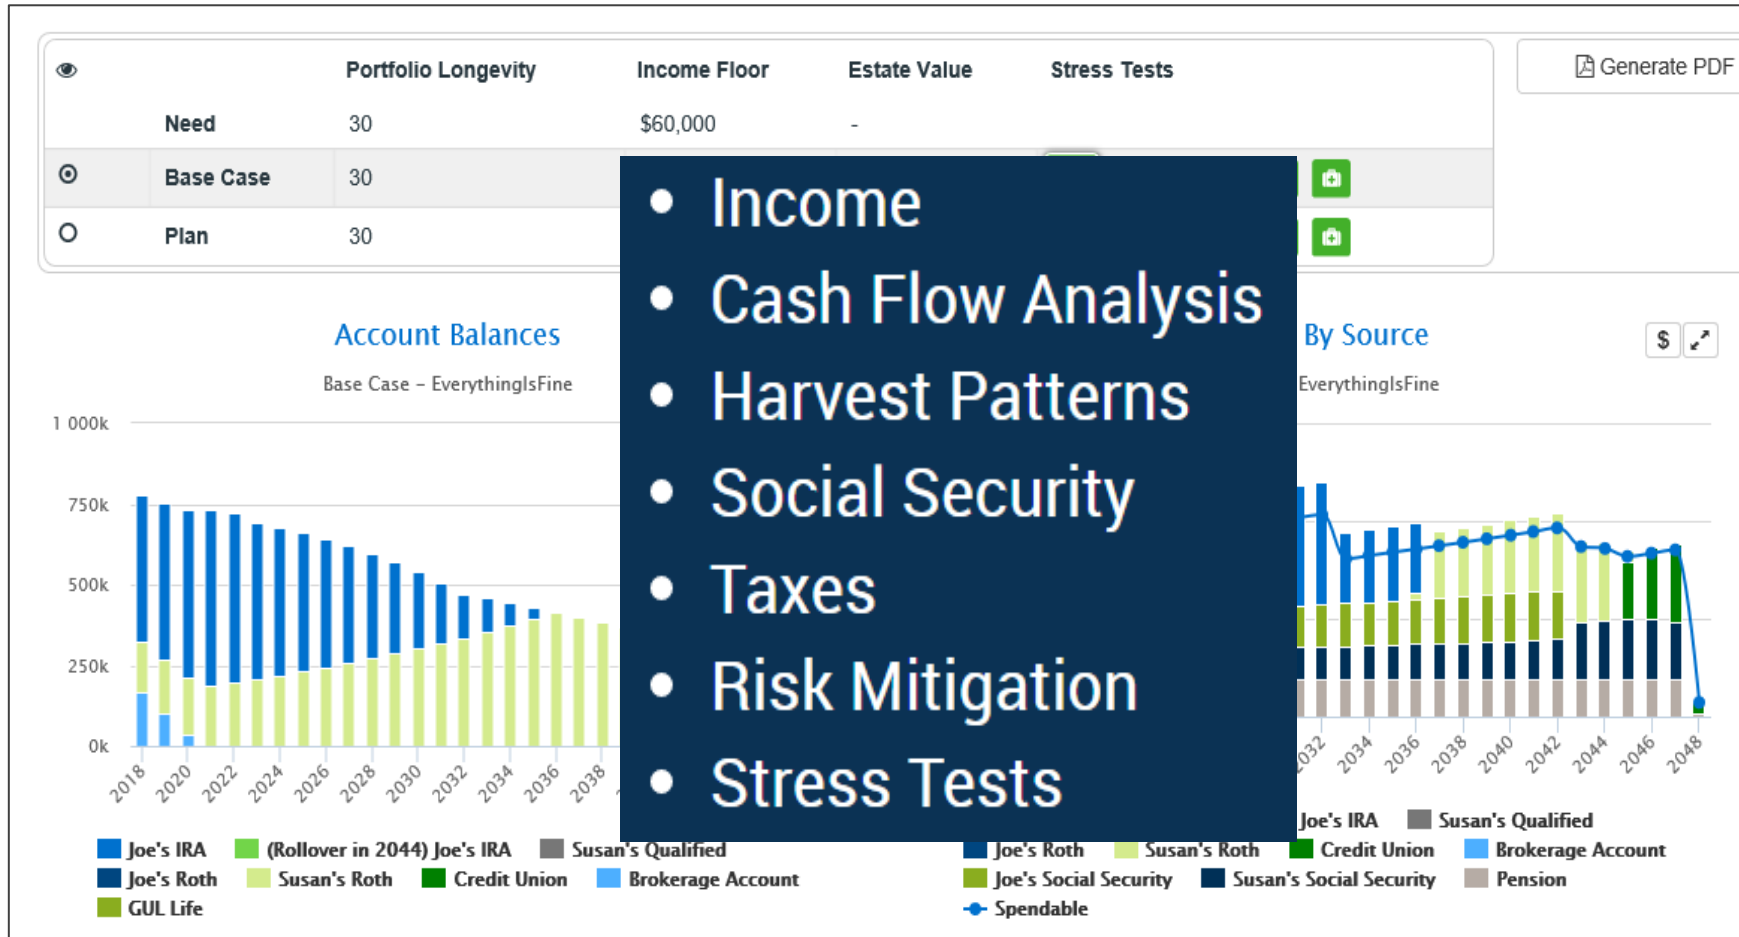 Portfolio Longevity Income Floor Estate Value Stress Tests
Generate PDF
Need 30 $60,000 -
Base Case 30
Plan 30
• Income
• Cash Flow Analysis
• Harvest Patterns
• Social Security
• Taxes
• Risk Mitigation
• Stress Tests
Account Balances
Base Case – EverythingIsFine
1 000k
750k
500k
250k
0k
2018 2020 2022 2024 2026 2028 2030 2032 2034 2036 2038
Joe's IRA (Rollover in 2044) Joe's IRA Susan's Qualified
Joe's Roth Susan's Roth Credit Union Brokerage Account
GUL Life
By Source
$
EverythingIsFine
2032 2034 2036 2038 2040 2042 2044 2046 2048
Joe's IRA Susan's Qualified
Joe's Roth Susan's Roth Credit Union Brokerage Account
Joe's Social Security Susan's Social Security Pension
Spendable